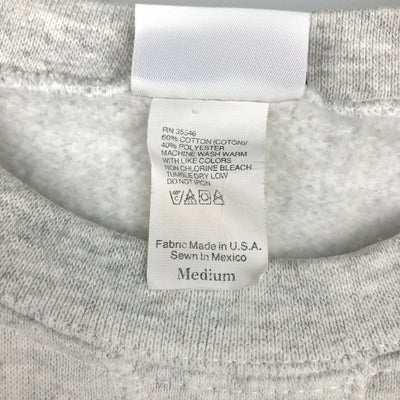 RN 35546
60% COTTON (COTON)/
40% POLYESTER
MACHINE WASH WARM
WITH LIKE COLORS
NON CHLORINE BLEACH
TUMBLE DRY LOW
DO NOT IRON
Fabric Made in U.S.A.
Sewn In Mexico
Medium